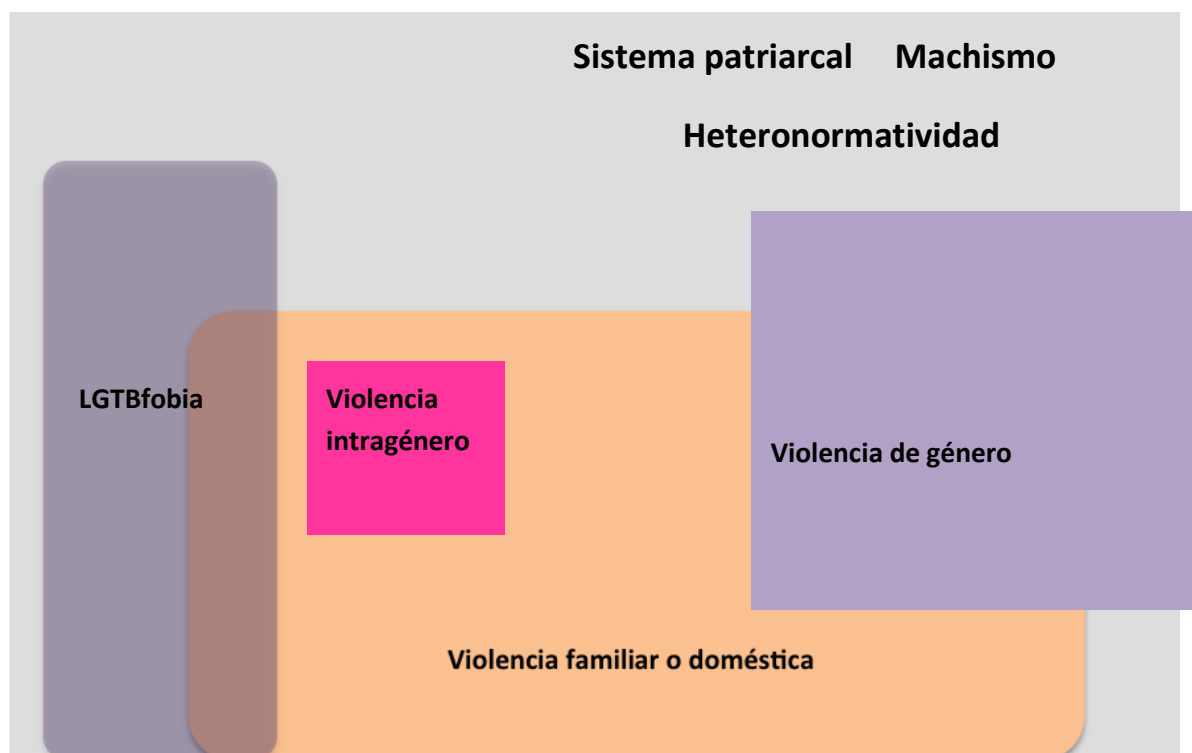 Sistema patriarcal Machismo
Heteronormatividad
LGTBfobia
Violencia
intragénero
Violencia de género
Violencia familiar o doméstica